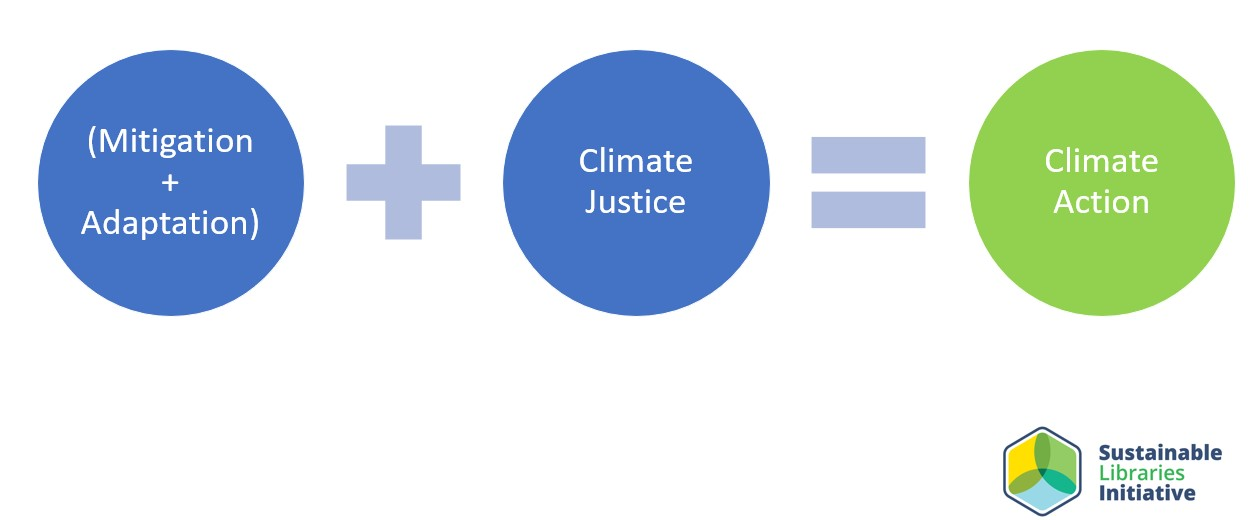 (Mitigation
+
Adaptation)
Climate
Justice
Climate
Action
Sustainable
Libraries
Initiative